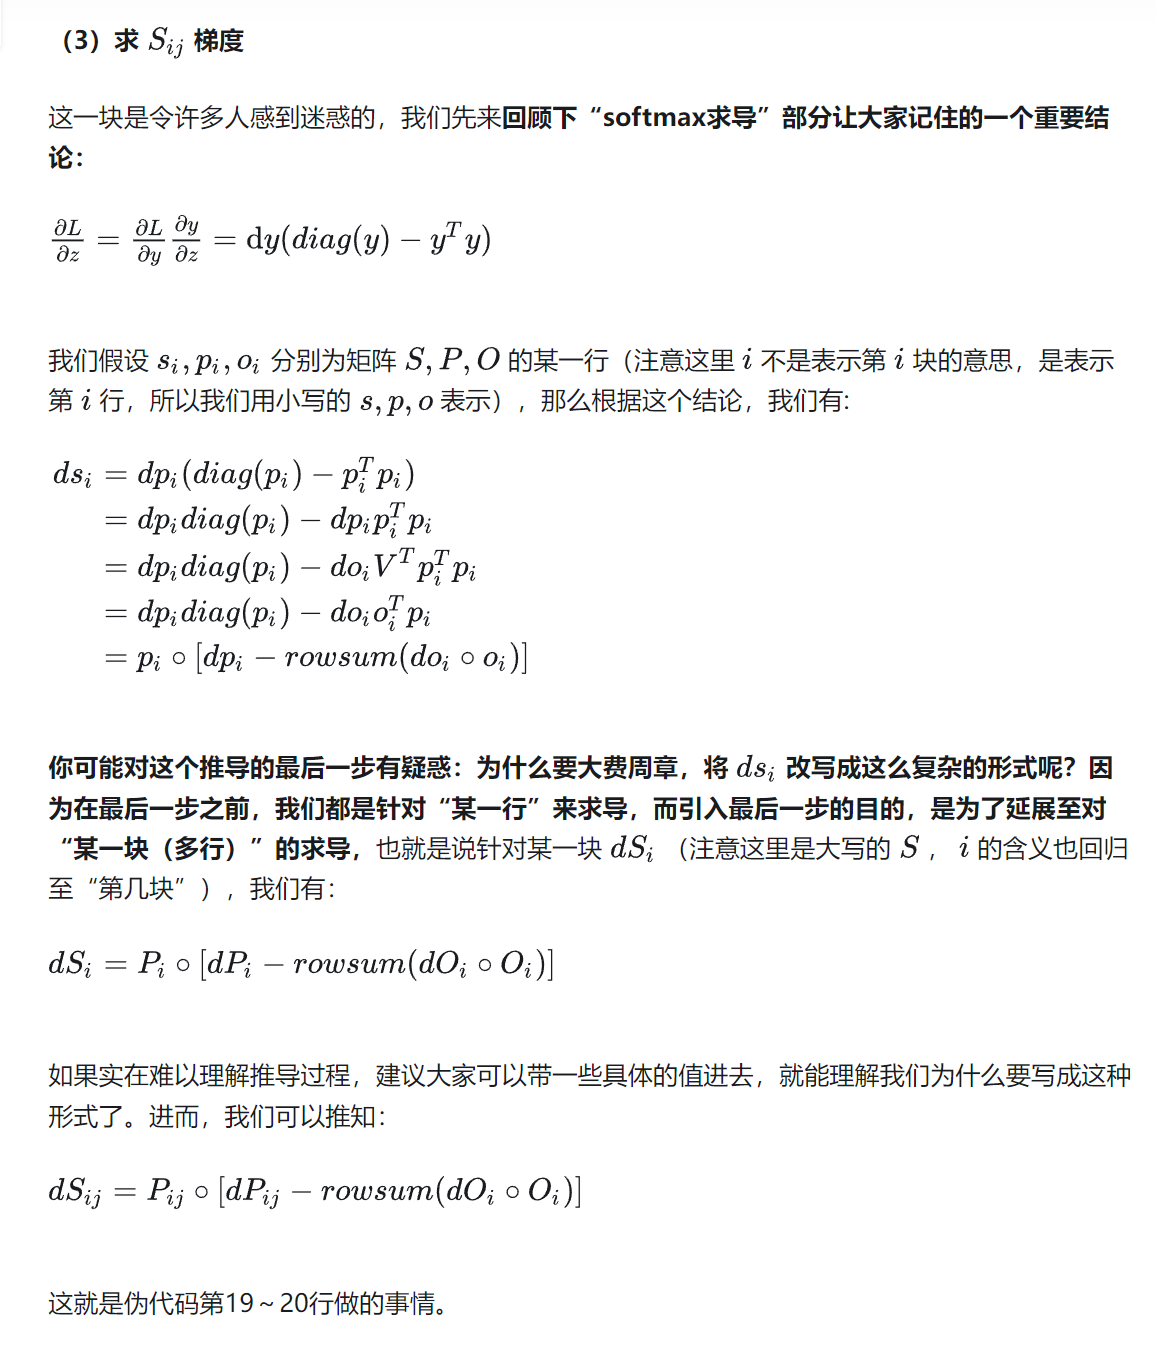 （3）求 S_{ij} 梯度
这一块是令许多人感到迷惑的，我们先来回顾下“softmax求导”部分让大家记住的一个重要结
论：
\frac{∂L}{∂z} = \frac{∂L}{∂y} \frac{∂y}{∂z} = dy(diag(y) − y^T y)
我们假设 s_i, p_i, o_i 分别为矩阵 S, P, O 的某一行（注意这里 i 不是表示第 i 块的意思，是表示
第 i 行，所以我们用小写的 s, p, o 表示），那么根据这个结论，我们有:
ds_i = dp_i(diag(p_i) − p_i^T p_i)
= dp_i diag(p_i) − dp_i p_i^T p_i
= dp_i diag(p_i) − do_i V^T p_i^T p_i
= dp_i diag(p_i) − do_i o_i^T p_i
= p_i ∘ [dp_i − rowsum(do_i ∘ o_i)]
你可能对这个推导的最后一步有疑惑：为什么要大费周章，将 ds_i 改写成这么复杂的形式呢？因
为在最后一步之前，我们都是针对“某一行”来求导，而引入最后一步的目的，是为了延展至对
“某一块（多行）”的求导，也就是说针对某一块 dS_i （注意这里是大写的 S ， i 的含义也回归
至“第几块”），我们有：
dS_i = P_i ∘ [dP_i − rowsum(dO_i ∘ O_i)]
如果实在难以理解推导过程，建议大家可以带一些具体的值进去，就能理解我们为什么要写成这种
形式了。进而，我们可以推知：
dS_{ij} = P_{ij} ∘ [dP_{ij} − rowsum(dO_i ∘ O_i)]
这就是伪代码第19～20行做的事情。